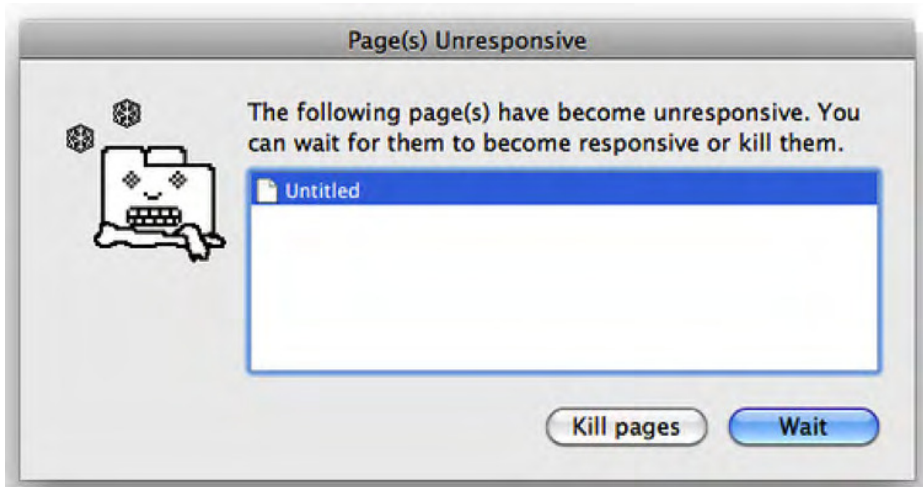 Page(s) Unresponsive
The following page(s) have become unresponsive. You
can wait for them to become responsive or kill them.
Untitled
Kill pages
Wait